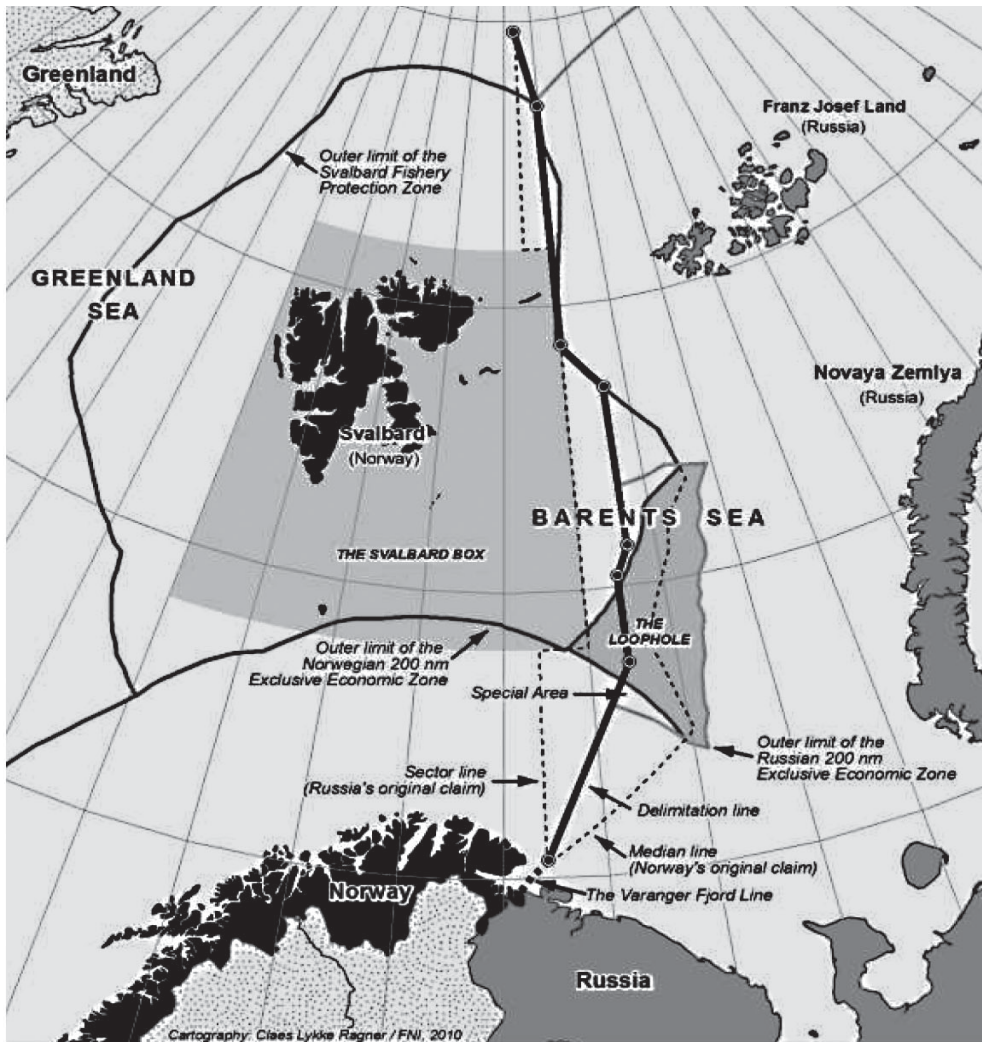 Greenland
Franz Josef Land
(Russia)
Outer limit of the
Svalbard Fishery
Protection Zone
GREENLAND
SEA
Novaya Zemlya
(Russia)
Svalbard
(Norway)
BARENTS SEA
THE SVALBARD BOX
THE
LOOPHOLE
Outer limit of the
Norwegian 200 nm
Exclusive Economic Zone
Special Area
Outer limit of the
Russian 200 nm
Exclusive Economic Zone
Sector line
(Russia's original claim)
Delimitation line
Median line
(Norway's original claim)
Norway
The Varanger Fjord Line
Russia
Cartography: Claes Lykke Ragner / FNI, 2010